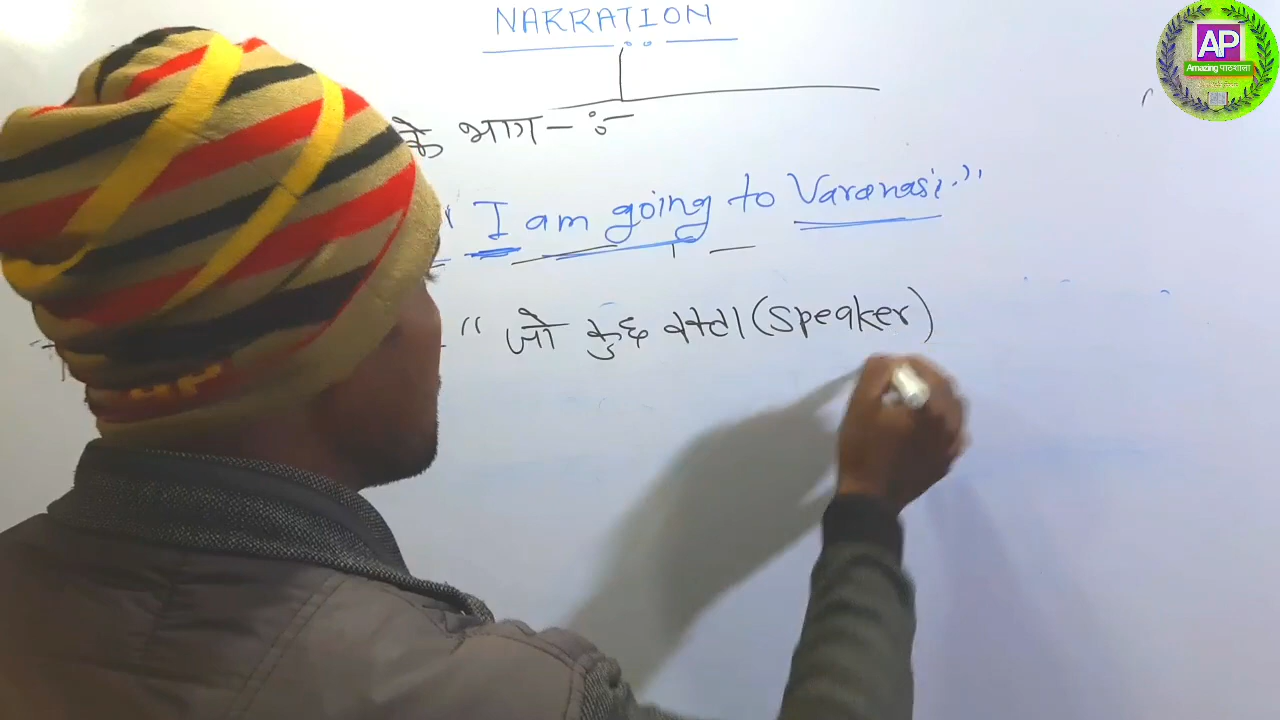 NARRATION
के भाग - :-
" I am going to Varanasi."
" जो कुछ वक्ता (speaker)
AP
Amazing पाठशाला